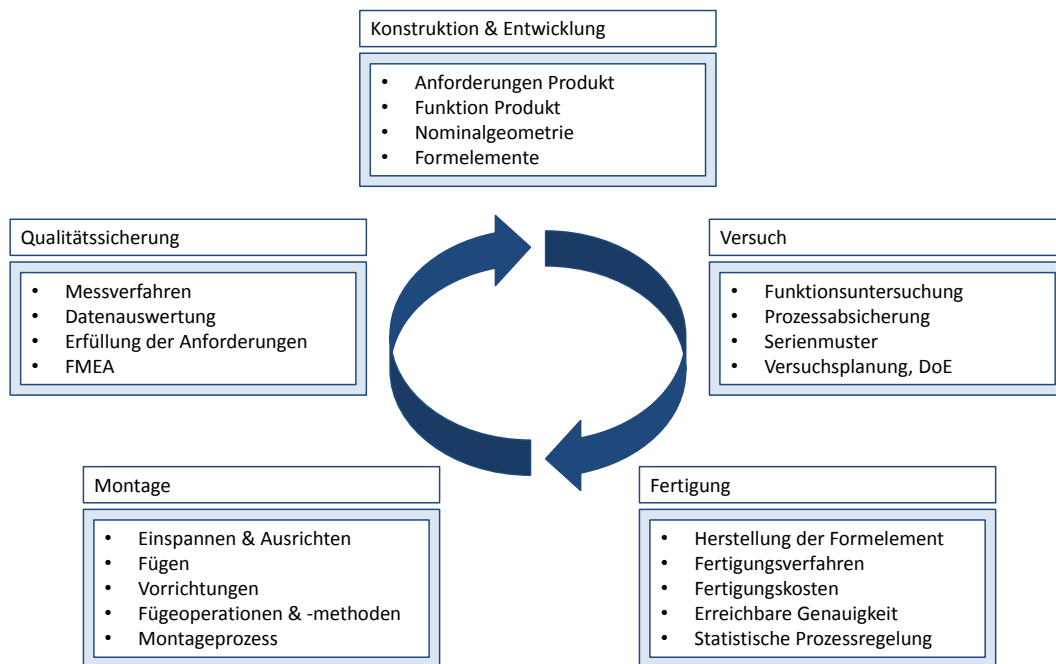 Konstruktion & Entwicklung
• Anforderungen Produkt
• Funktion Produkt
• Nominalgeometrie
• Formelemente
Qualitätssicherung
• Messverfahren
• Datenauswertung
• Erfüllung der Anforderungen
• FMEA
Versuch
• Funktionsuntersuchung
• Prozessabsicherung
• Serienmuster
• Versuchsplanung, DoE
Montage
• Einspannen & Ausrichten
• Fügen
• Vorrichtungen
• Fügeoperationen & -methoden
• Montageprozess
Fertigung
• Herstellung der Formelement
• Fertigungsverfahren
• Fertigungskosten
• Erreichbare Genauigkeit
• Statistische Prozessregelung